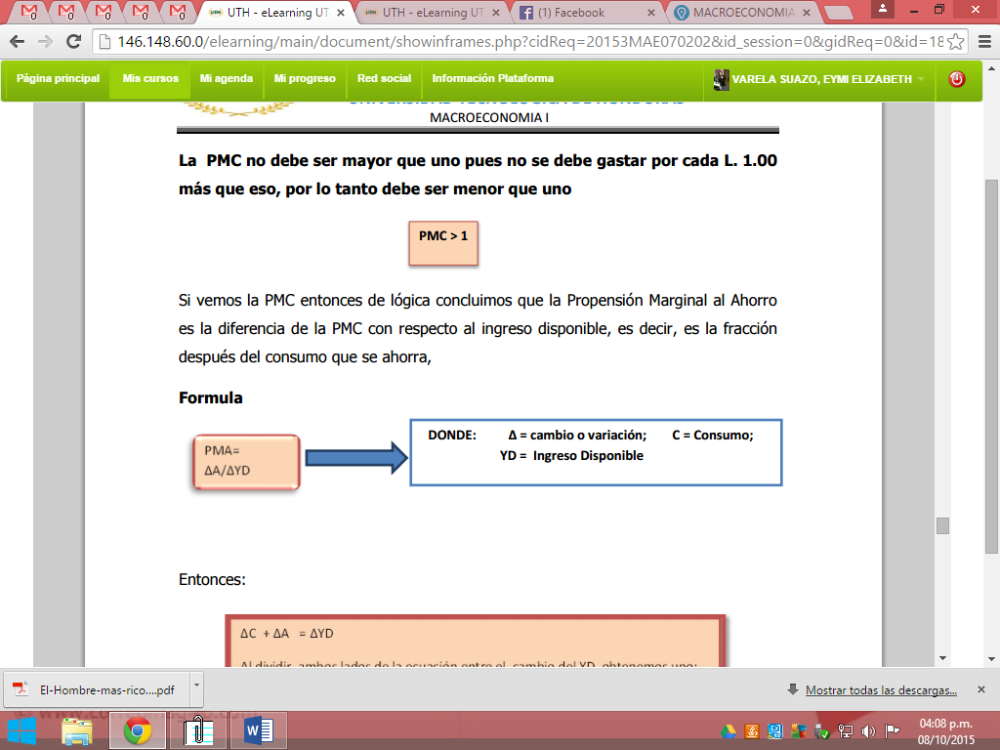 UTH - eLearning UT
UTH - eLearning UT
(1) Facebook
MACROECONOMIA
146.148.60.0/elearning/main/document/showinframes.php?cidReq=20153MAE070202&id_session=0&gidReq=0&id=18
Página principal Mis cursos Mi agenda Mi progreso Red social Información Plataforma VARELA SUAZO, EYMI ELIZABETH
UNIVERSIDAD TECNOLOGICA DE HONDURAS
MACROECONOMIA I
La PMC no debe ser mayor que uno pues no se debe gastar por cada L. 1.00
más que eso, por lo tanto debe ser menor que uno
PMC > 1
Si vemos la PMC entonces de lógica concluimos que la Propensión Marginal al Ahorro
es la diferencia de la PMC con respecto al ingreso disponible, es decir, es la fracción
después del consumo que se ahorra,
Formula
PMA=
ΔA/ΔYD
DONDE: Δ = cambio o variación; C = Consumo;
YD = Ingreso Disponible
Entonces:
ΔC + ΔA = ΔYD
Al dividir ambos lados de la ecuación entre el cambio del YD obtenemos uno:
El-Hombre-mas-rico....pdf
Mostrar todas las descargas...
04:08 p.m.
08/10/2015